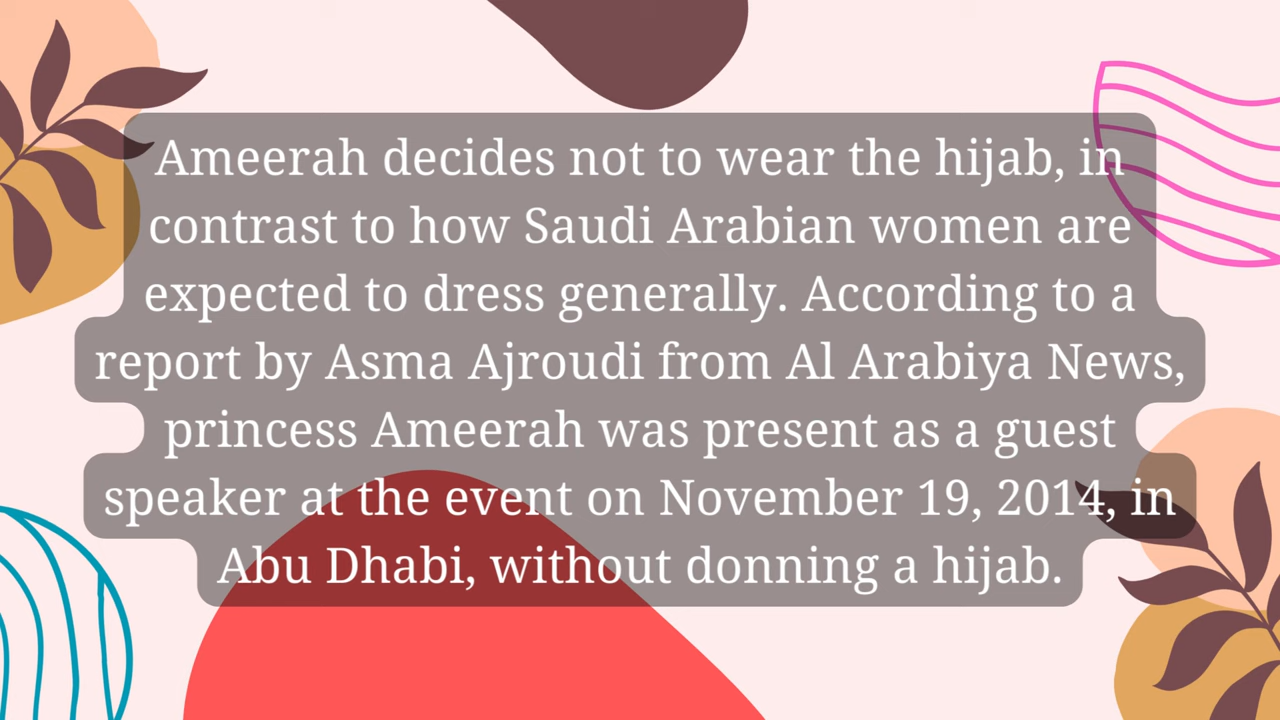 Ameerah decides not to wear the hijab, in
contrast to how Saudi Arabian women are
expected to dress generally. According to a
report by Asma Ajroudi from Al Arabiya News,
princess Ameerah was present as a guest
speaker at the event on November 19, 2014, in
Abu Dhabi, without donning a hijab.